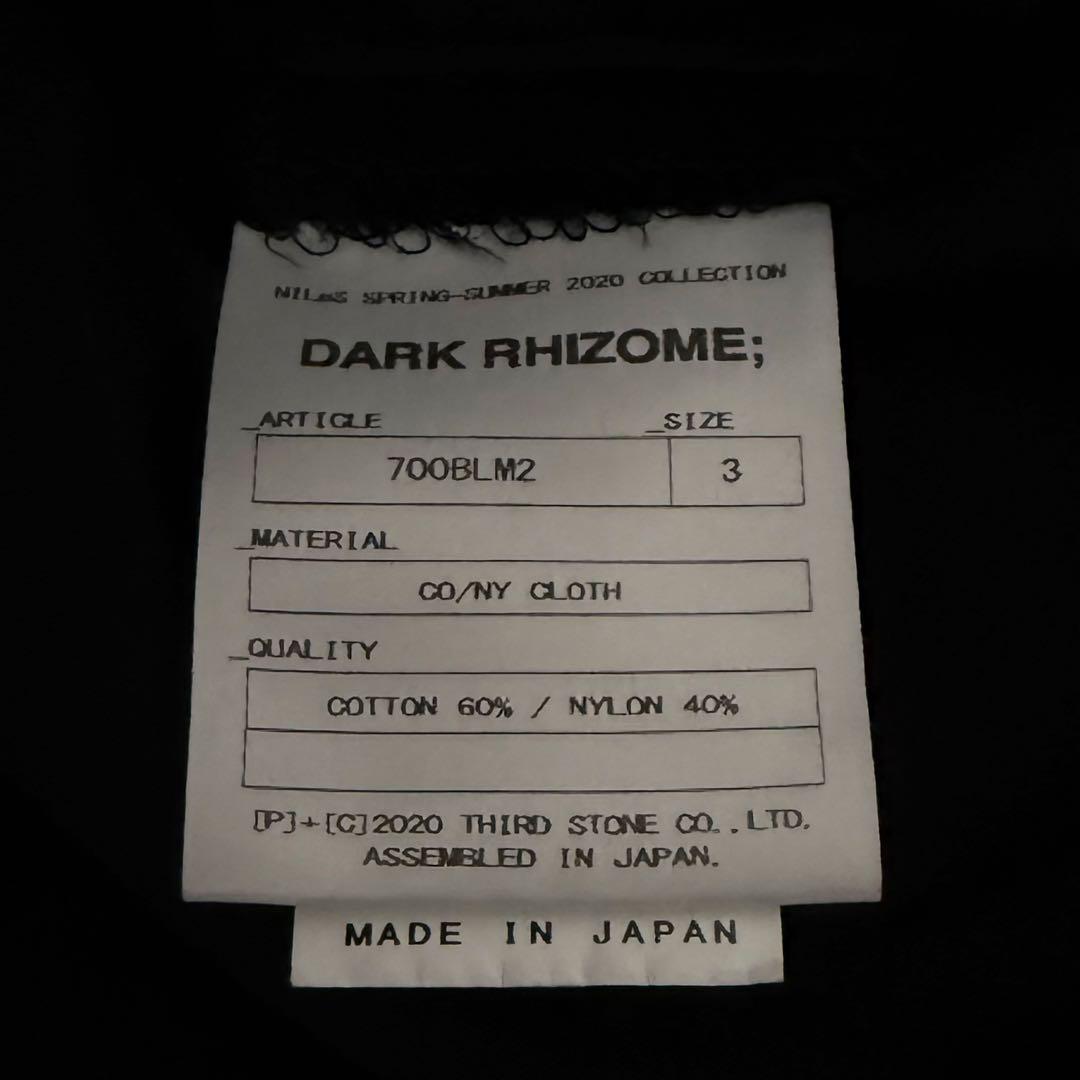 NILøS SPRING-SUMMER 2020 COLLECTION
DARK RHIZOME;
_ARTICLE _SIZE
700BLM2 3
_MATERIAL
CO/NY CLOTH
_QUALITY
COTTON 60% / NYLON 40%
[P]+[C]2020 THIRD STONE CO.,LTD.
ASSEMBLED IN JAPAN.
MADE IN JAPAN